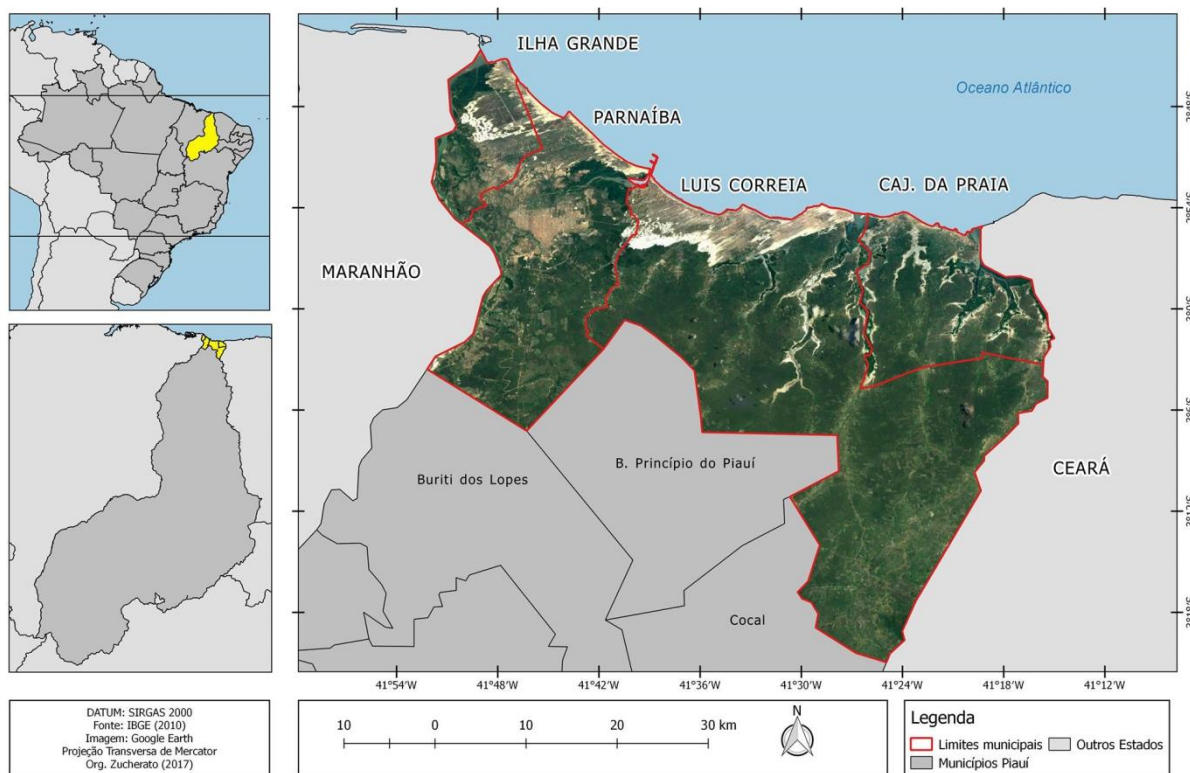 ILHA GRANDE
Oceano Atlântico
PARNAÍBA
LUIS CORREIA
CAJ. DA PRAIA
MARANHÃO
B. Princípio do Piauí
Buriti dos Lopes
CEARÁ
Cocal
41°54'W 41°48'W 41°42'W 41°36'W 41°30'W 41°24'W 41°18'W 41°12'W
DATUM: SIRGAS 2000
Fonte: IBGE (2010)
Imagem: Google Earth
Projeção Transversa de Mercator
Org. Zucherato (2017)
10 0 10 20 30 km
Legenda
Limites municipais Outros Estados
Municípios Piauí